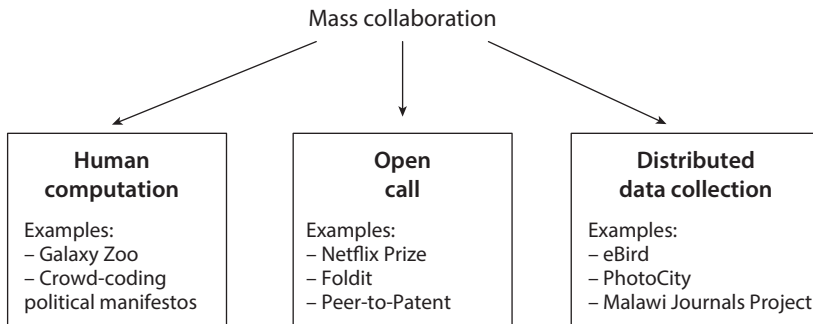 Mass collaboration
Human
computation
Examples:
– Galaxy Zoo
– Crowd-coding
political manifestos
Open
call
Examples:
– Netflix Prize
– Foldit
– Peer-to-Patent
Distributed
data collection
Examples:
– eBird
– PhotoCity
– Malawi Journals Project